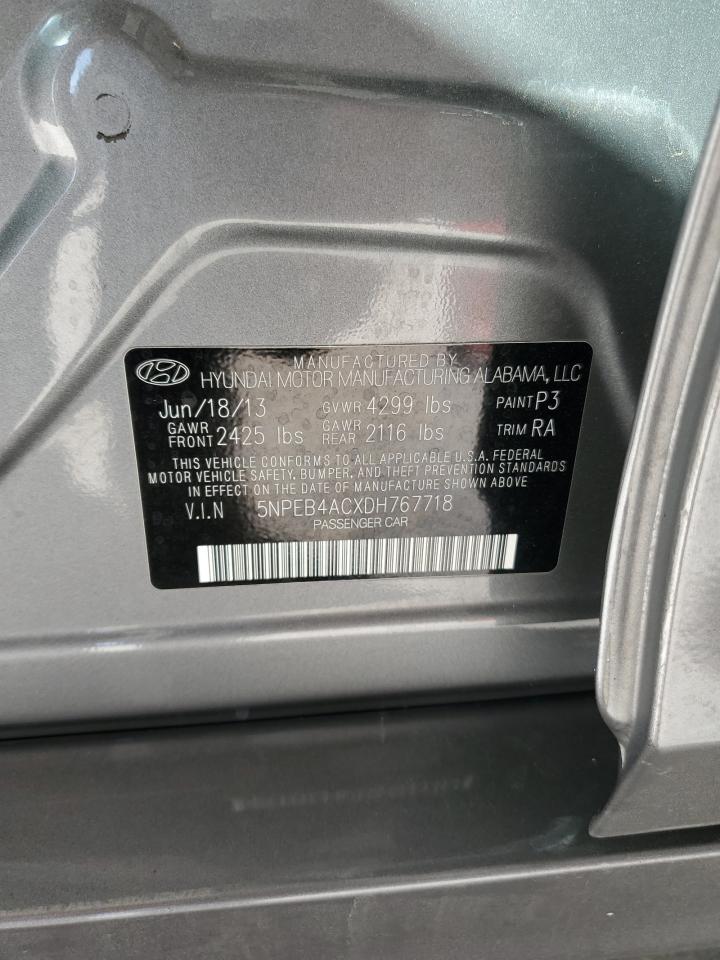 MANUFACTURED BY
HYUNDAI MOTOR MANUFACTURING ALABAMA, LLC
Jun/18/13 GVWR 4299 lbs PAINT P3
GAWR FRONT 2425 lbs GAWR REAR 2116 lbs TRIM RA
THIS VEHICLE CONFORMS TO ALL APPLICABLE U.S.A. FEDERAL
MOTOR VEHICLE SAFETY, BUMPER, AND THEFT PREVENTION STANDARDS
IN EFFECT ON THE DATE OF MANUFACTURE SHOWN ABOVE.
V.I.N 5NPEB4ACXDH767718
PASSENGER CAR